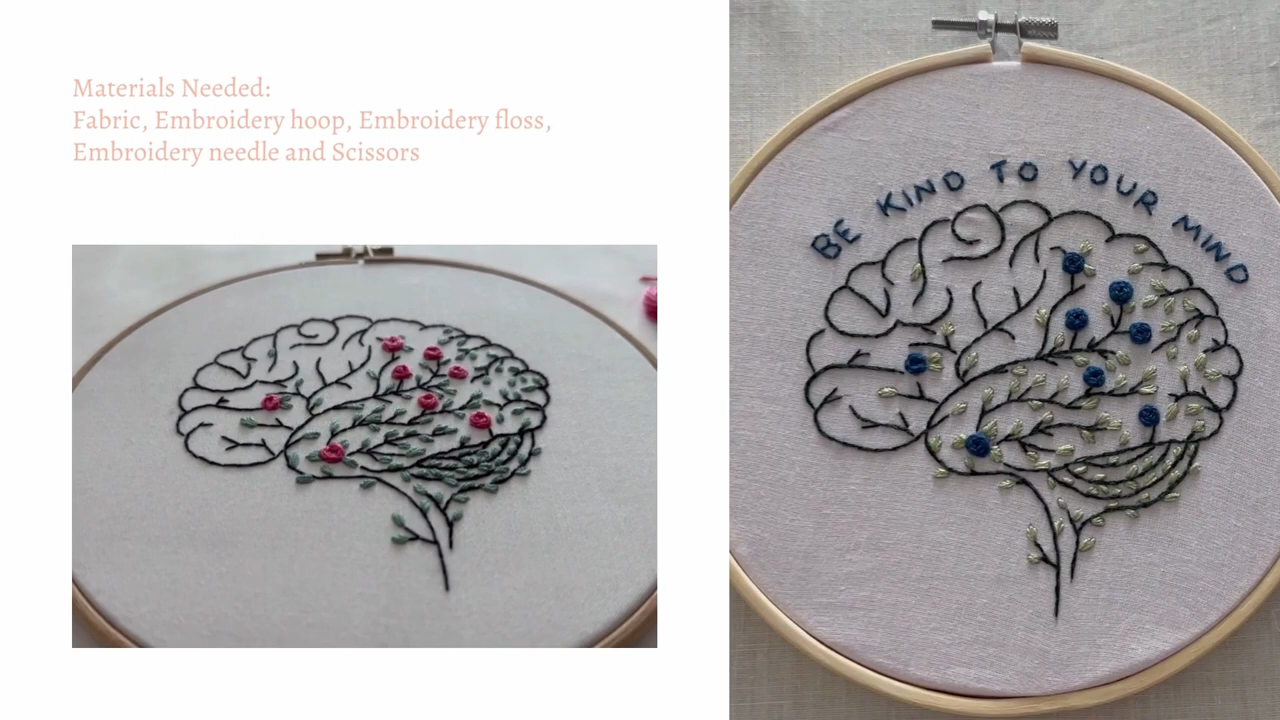 Materials Needed:
Fabric, Embroidery hoop, Embroidery floss,
Embroidery needle and Scissors
BE KIND TO YOUR MIND